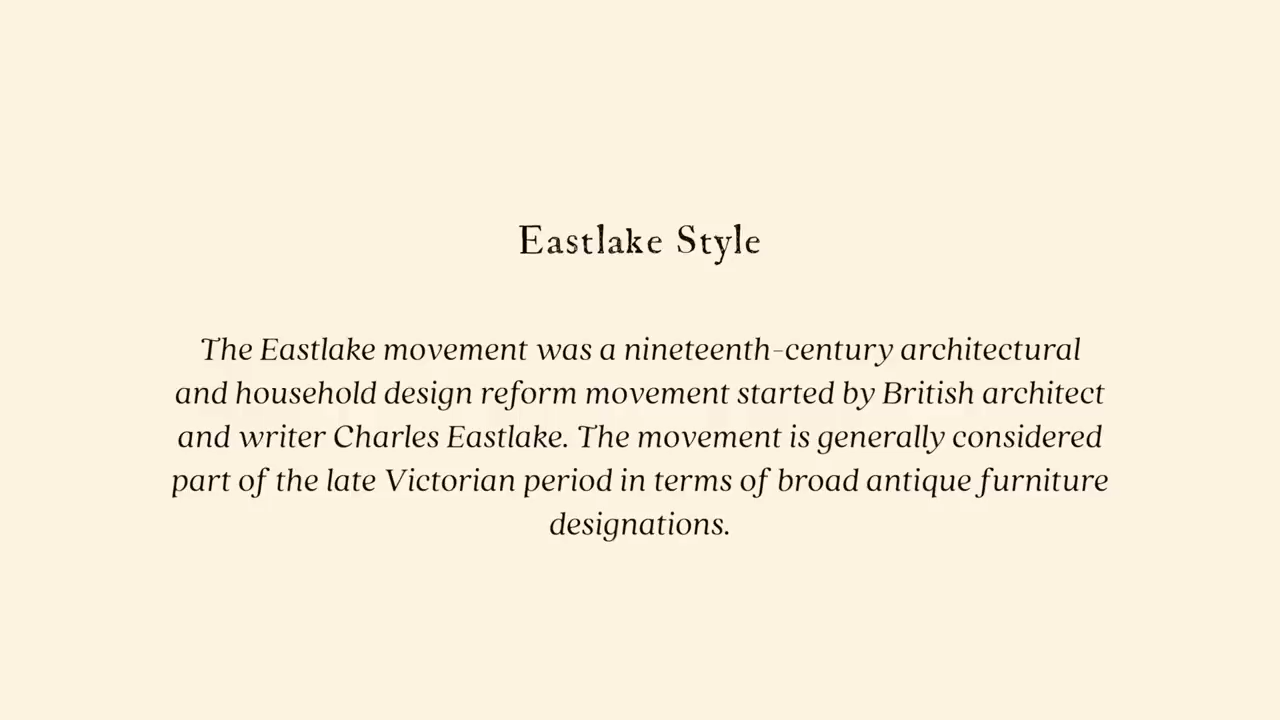 Eastlake Style
The Eastlake movement was a nineteenth-century architectural
and household design reform movement started by British architect
and writer Charles Eastlake. The movement is generally considered
part of the late Victorian period in terms of broad antique furniture
designations.